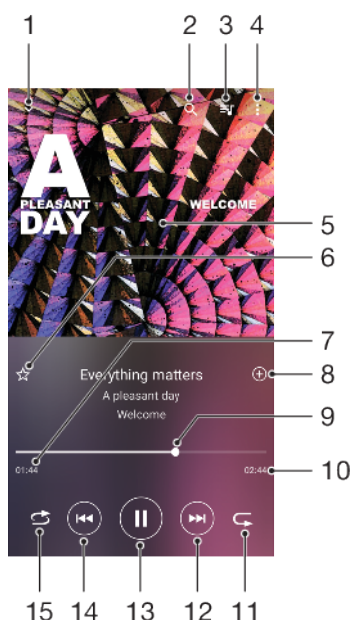 1 2 3 4
A
PLEASANT
DAY
WELCOME
5
6
7
Everything matters
8
A pleasant day
Welcome
9
01:44
02:44
10
15 14 13 12 11